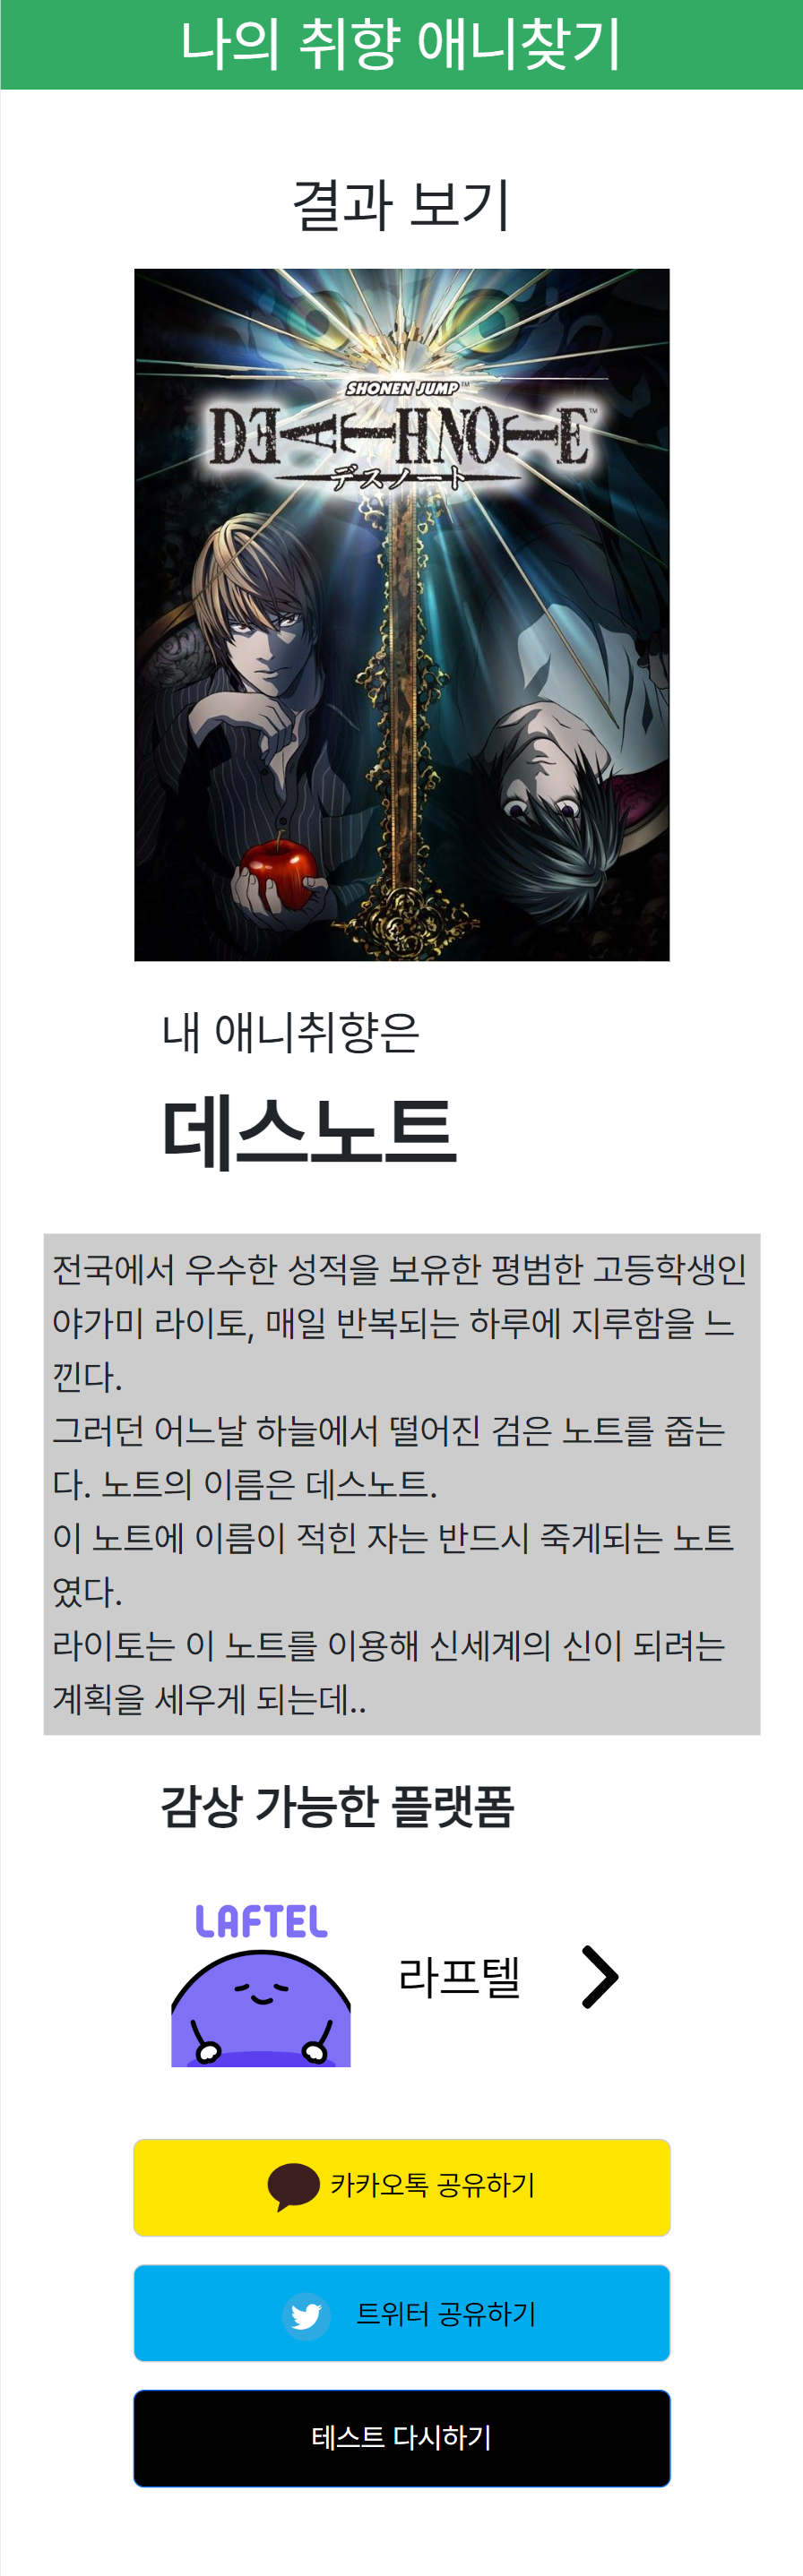 나의 취향 애니찾기
결과 보기
SHONEN JUMP™
DEATH NOTE™
デスノート
내 애니취향은
데스노트
전국에서 우수한 성적을 보유한 평범한 고등학생인
야가미 라이토, 매일 반복되는 하루에 지루함을 느
낀다.
그러던 어느날 하늘에서 떨어진 검은 노트를 줍는
다. 노트의 이름은 데스노트.
이 노트에 이름이 적힌 자는 반드시 죽게되는 노트
였다.
라이토는 이 노트를 이용해 신세계의 신이 되려는
계획을 세우게 되는데..
감상 가능한 플랫폼
LAFTEL
라프텔
카카오톡 공유하기
트위터 공유하기
테스트 다시하기